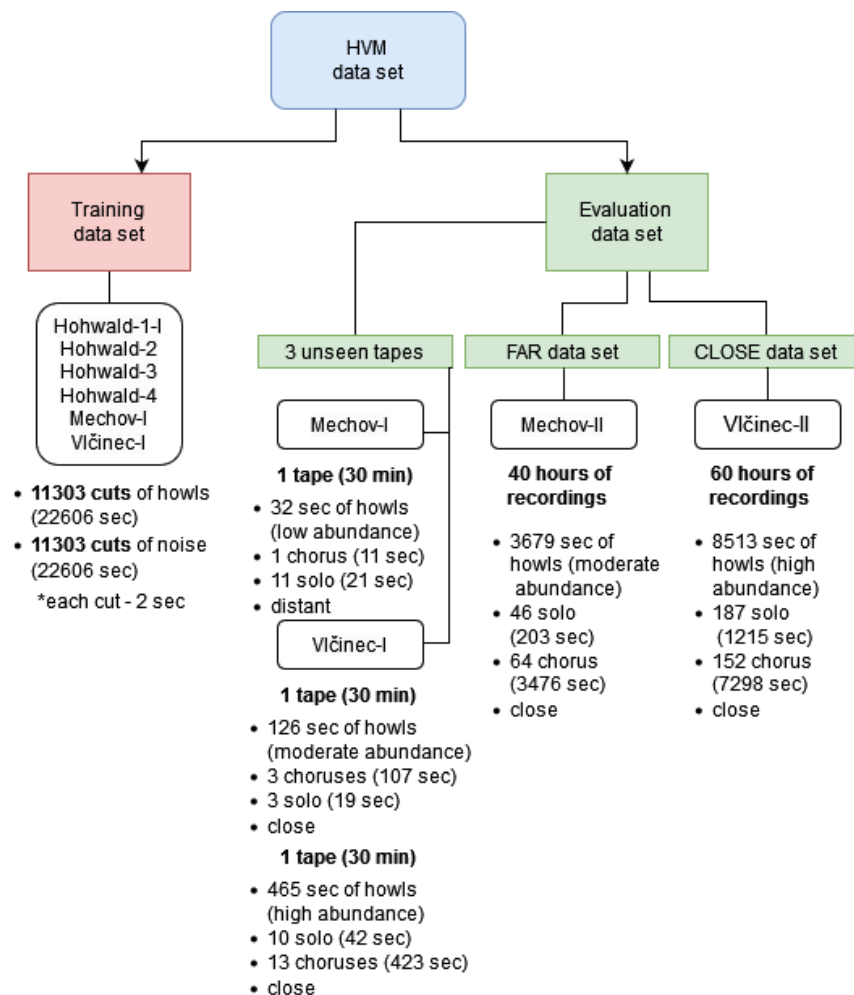 HVM
data set
Training
data set
Evaluation
data set
Hohwald-1-I
Hohwald-2
Hohwald-3
Hohwald-4
Mechov-I
Vlčinec-I
• 11303 cuts of howls
(22606 sec)
• 11303 cuts of noise
(22606 sec)
*each cut - 2 sec
3 unseen tapes
Mechov-I
1 tape (30 min)
• 32 sec of howls
(low abundance)
• 1 chorus (11 sec)
• 11 solo (21 sec)
• distant
Vlčinec-I
1 tape (30 min)
• 126 sec of howls
(moderate abundance)
• 3 choruses (107 sec)
• 3 solo (19 sec)
• close
1 tape (30 min)
• 465 sec of howls
(high abundance)
• 10 solo (42 sec)
• 13 choruses (423 sec)
• close
FAR data set
Mechov-II
40 hours of
recordings
• 3679 sec of
howls (moderate
abundance)
• 46 solo
(203 sec)
• 64 chorus
(3476 sec)
• close
CLOSE data set
Vlčinec-II
60 hours of
recordings
• 8513 sec of
howls (high
abundance)
• 187 solo
(1215 sec)
• 152 chorus
(7298 sec)
• close